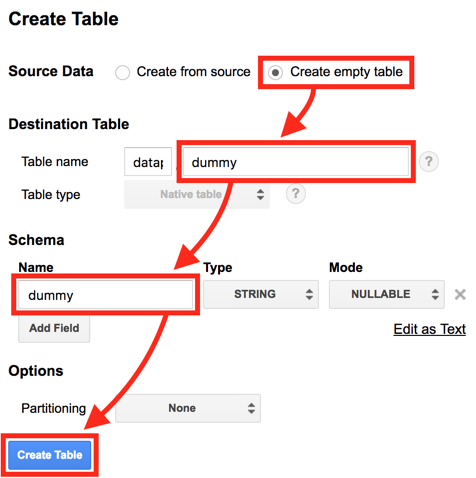 Create Table
Source Data Create from source Create empty table
Destination Table
Table name datap dummy ?
Table type Native table ?
Schema
Name Type Mode
dummy STRING NULLABLE
Add Field Edit as Text
Options
Partitioning None
Create Table